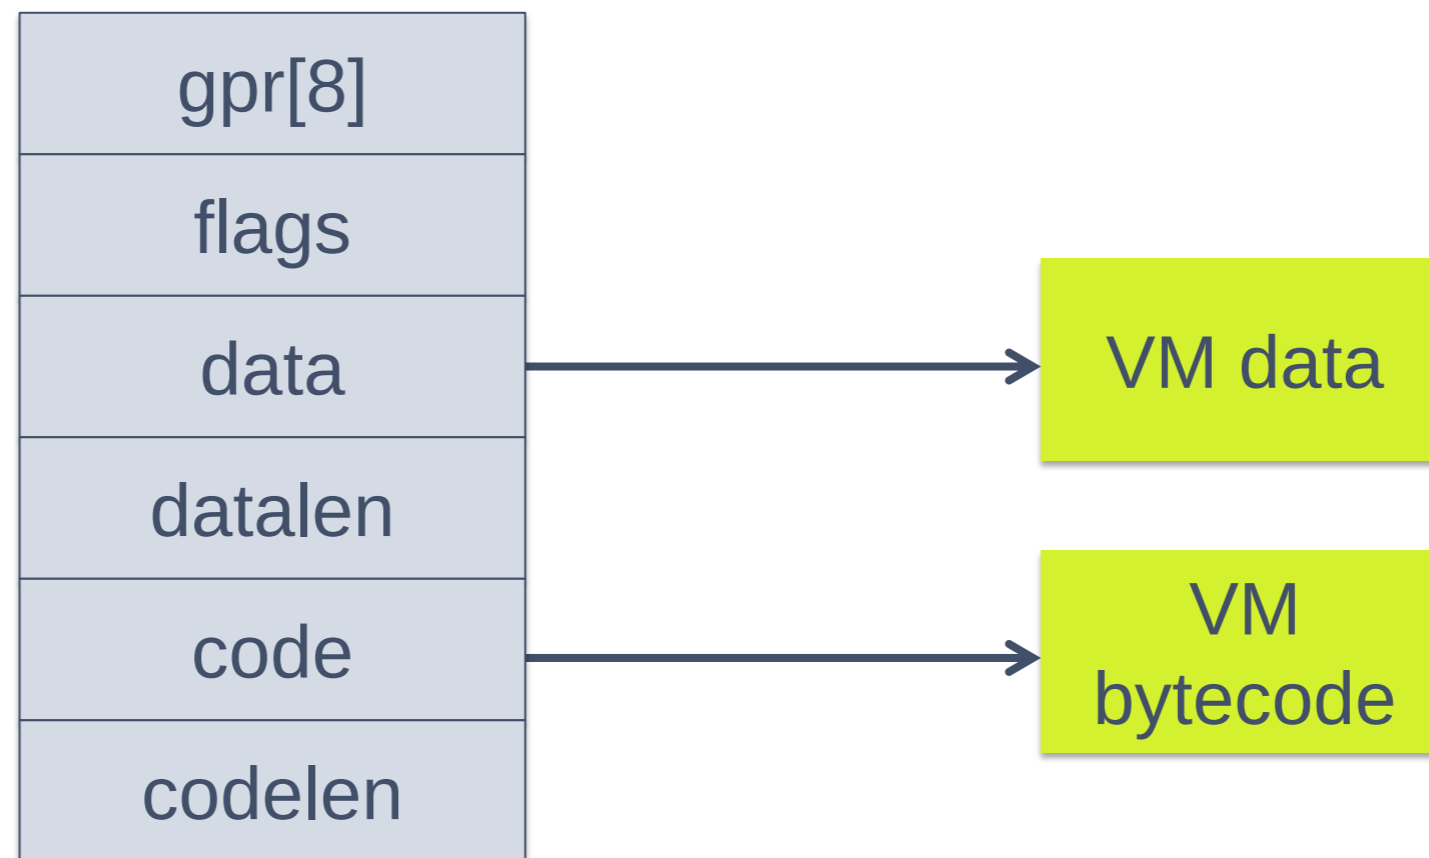 gpr[8]
flags
data
VM data
datalen
code
VM
bytecode
codelen